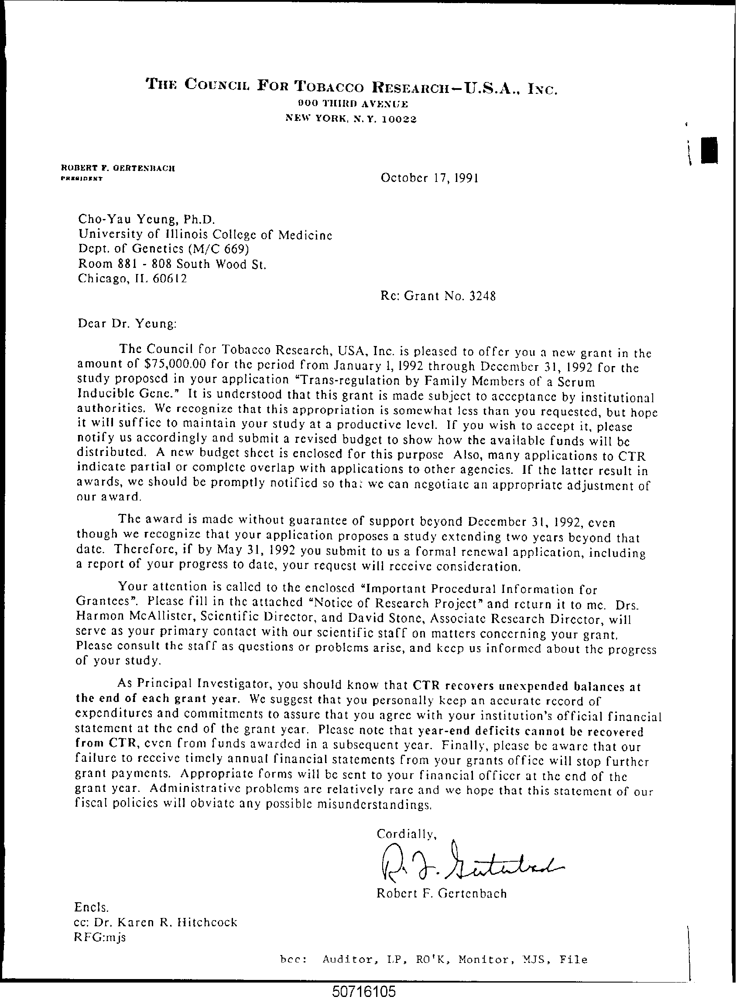 THE COUNCIL FOR TOBACCO RESEARCH—U.S.A., INC.
900 THIRD AVENUE
NEW YORK, N.Y. 10022
ROBERT F. GERTENBACH
PRESIDENT
October 17, 1991
Cho-Yau Yeung, Ph.D.
University of Illinois College of Medicine
Dept. of Genetics (M/C 669)
Room 881 - 808 South Wood St.
Chicago, IL 60612
Re: Grant No. 3248
Dear Dr. Yeung:
The Council for Tobacco Research, USA, Inc. is pleased to offer you a new grant in the
amount of $75,000.00 for the period from January 1, 1992 through December 31, 1992 for the
study proposed in your application "Trans-regulation by Family Members of a Serum
Inducible Gene." It is understood that this grant is made subject to acceptance by institutional
authorities. We recognize that this appropriation is somewhat less than you requested, but hope
it will suffice to maintain your study at a productive level. If you wish to accept it, please
notify us accordingly and submit a revised budget to show how the available funds will be
distributed. A new budget sheet is enclosed for this purpose Also, many applications to CTR
indicate partial or complete overlap with applications to other agencies. If the latter result in
awards, we should be promptly notified so that we can negotiate an appropriate adjustment of
our award.
The award is made without guarantee of support beyond December 31, 1992, even
though we recognize that your application proposes a study extending two years beyond that
date. Therefore, if by May 31, 1992 you submit to us a formal renewal application, including
a report of your progress to date, your request will receive consideration.
Your attention is called to the enclosed "Important Procedural Information for
Grantees". Please fill in the attached "Notice of Research Project" and return it to me. Drs.
Harmon McAllister, Scientific Director, and David Stone, Associate Research Director, will
serve as your primary contact with our scientific staff on matters concerning your grant.
Please consult the staff as questions or problems arise, and keep us informed about the progress
of your study.
As Principal Investigator, you should know that CTR recovers unexpended balances at
the end of each grant year. We suggest that you personally keep an accurate record of
expenditures and commitments to assure that you agree with your institution's official financial
statement at the end of the grant year. Please note that year-end deficits cannot be recovered
from CTR, even from funds awarded in a subsequent year. Finally, please be aware that our
failure to receive timely annual financial statements from your grants office will stop further
grant payments. Appropriate forms will be sent to your financial officer at the end of the
grant year. Administrative problems are relatively rare and we hope that this statement of our
fiscal policies will obviate any possible misunderstandings.
Cordially,
Robert F. Gertenbach
Encls.
cc: Dr. Karen R. Hitchcock
RFG:mjs
bcc: Auditor, LP, RO'K, Monitor, MJS, File
50716105